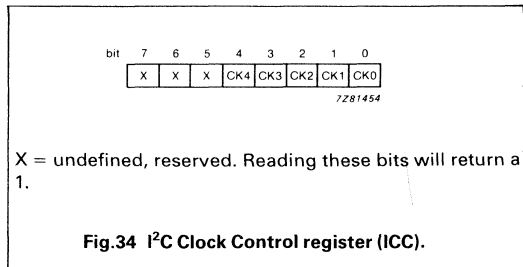 bit 7 6 5 4 3 2 1 0
X X X CK4 CK3 CK2 CK1 CK0
7Z81454
X = undefined, reserved. Reading these bits will return a
1.
Fig.34 I²C Clock Control register (ICC).